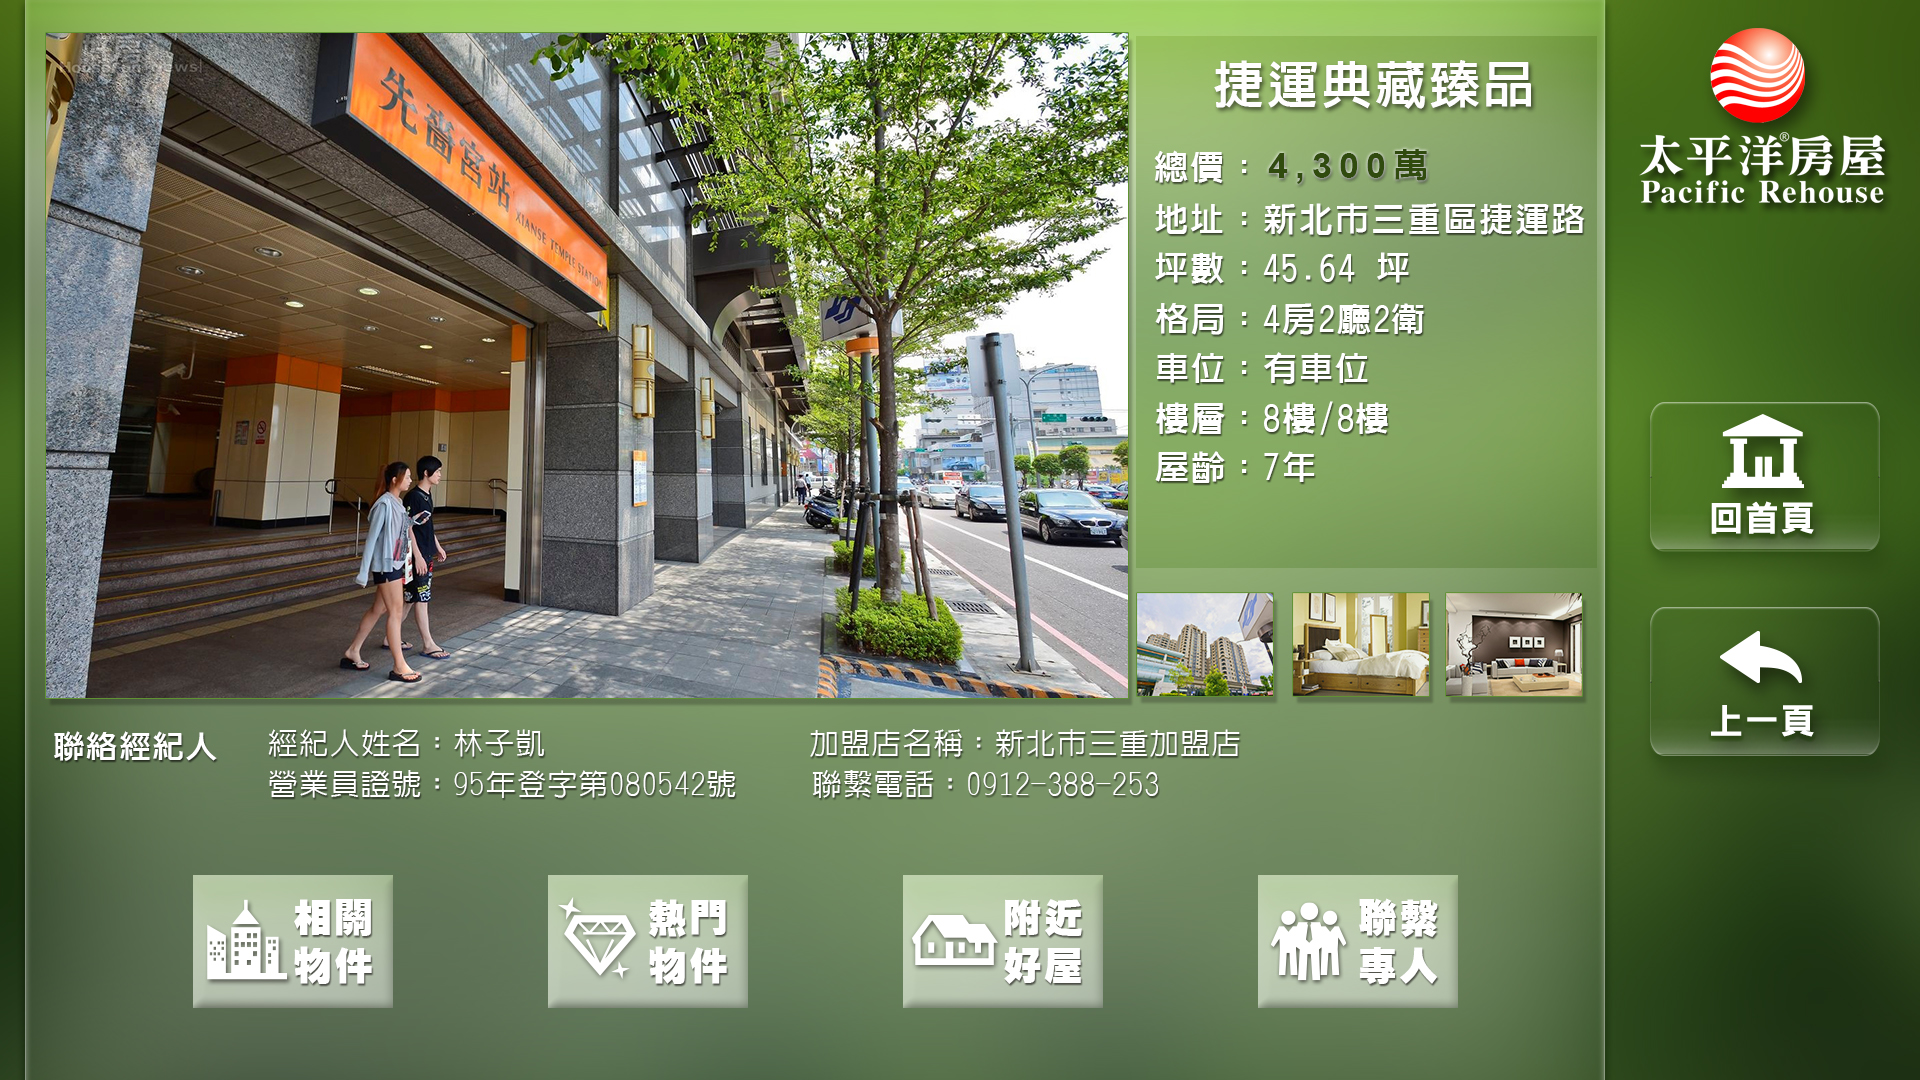 先嗇宮站
XIANSE TEMPLE STATION
捷運典藏臻品
總價：4,300萬
地址：新北市三重區捷運路
坪數：45.64 坪
格局：4房2廳2衛
車位：有車位
樓層：8樓/8樓
屋齡：7年
太平洋房屋®
Pacific Rehouse
回首頁
上一頁
聯絡經紀人
經紀人姓名：林子凱
加盟店名稱：新北市三重加盟店
營業員證號：95年登字第080542號
聯繫電話：0912-388-253
相關
物件
熱門
物件
附近
好屋
聯繫
專人